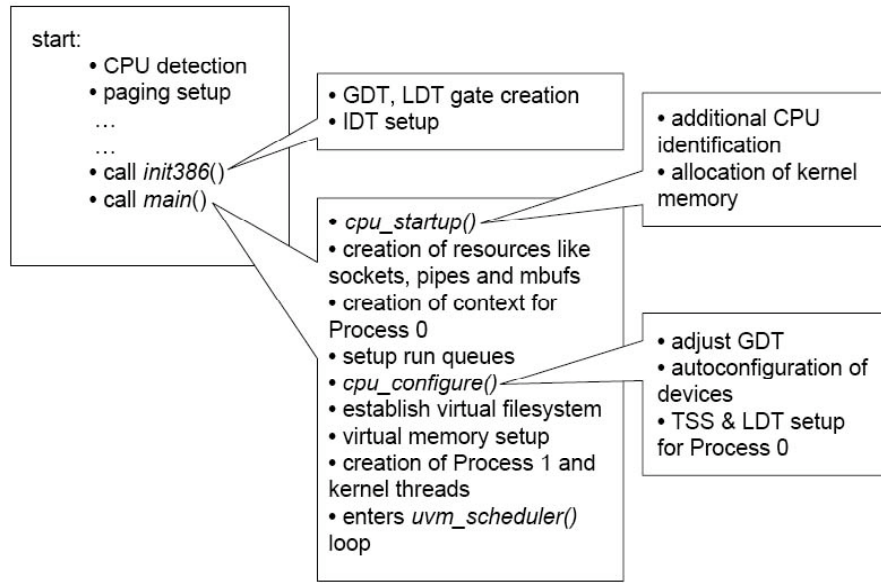 start:
• CPU detection
• paging setup
…
…
• call init386()
• call main()
• GDT, LDT gate creation
• IDT setup
• additional CPU
identification
• allocation of kernel
memory
• cpu_startup()
• creation of resources like
sockets, pipes and mbufs
• creation of context for
Process 0
• setup run queues
• cpu_configure()
• establish virtual filesystem
• virtual memory setup
• creation of Process 1 and
kernel threads
• enters uvm_scheduler()
loop
• adjust GDT
• autoconfiguration of
devices
• TSS & LDT setup
for Process 0